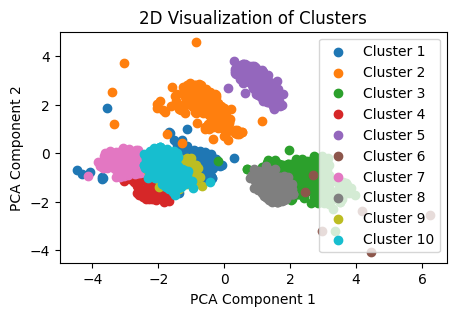 2D Visualization of Clusters
PCA Component 2
4
2
0
−2
−4
Cluster 1
Cluster 2
Cluster 3
Cluster 4
Cluster 5
Cluster 6
Cluster 7
Cluster 8
Cluster 9
Cluster 10
−4
−2
0
2
4
6
PCA Component 1